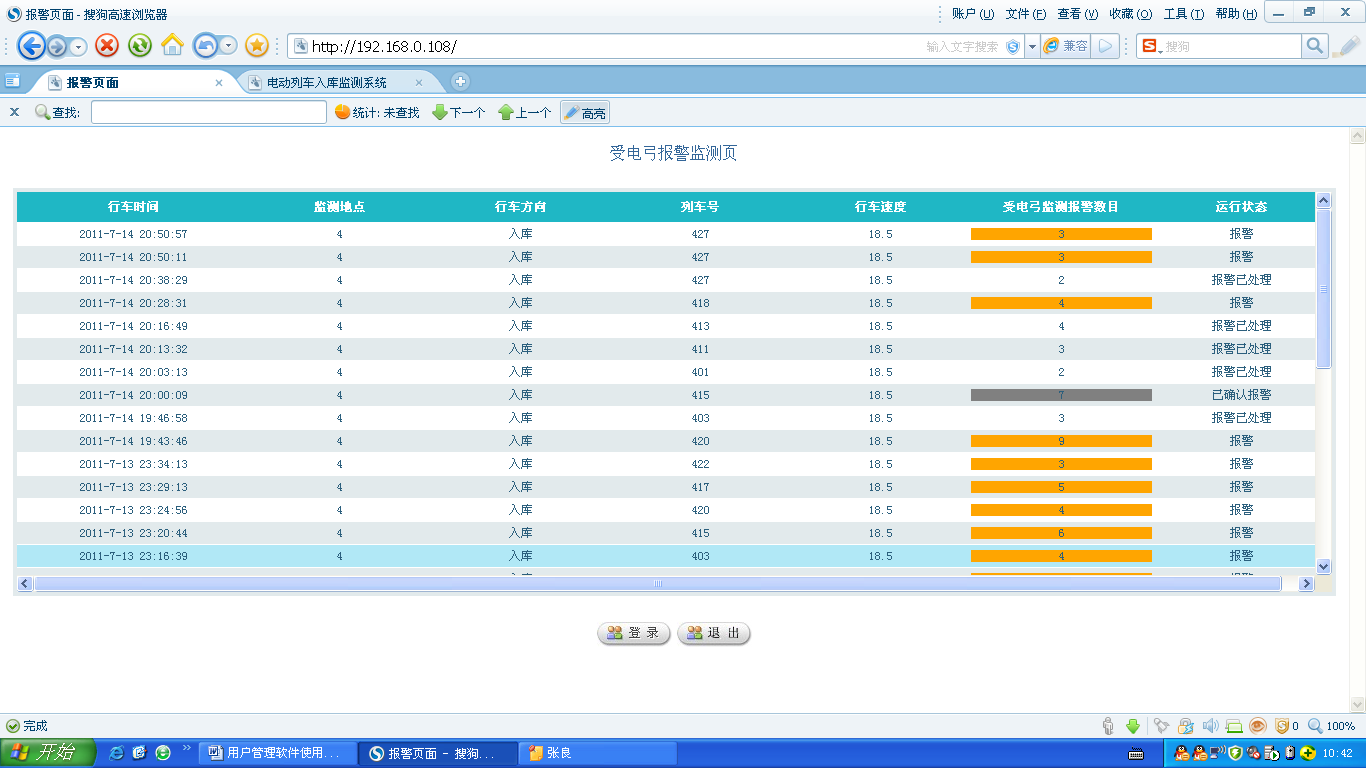 报警页面 - 搜狗高速浏览器
账户 (U) 文件 (F) 查看 (V) 收藏 (O) 工具 (T) 帮助 (H)
http://192.168.0.108/ 输入文字搜索 兼容 搜狗
报警页面 电动列车入库监测系统
查找: 统计: 未查找 下一个 上一个 高亮
受电弓报警监测页
行车时间 监测地点 行车方向 列车号 行车速度 受电弓监测报警数目 运行状态
2011-7-14 20:50:57 4 入库 427 18.5 3 报警
2011-7-14 20:50:11 4 入库 427 18.5 3 报警
2011-7-14 20:38:29 4 入库 427 18.5 2 报警已处理
2011-7-14 20:28:31 4 入库 418 18.5 4 报警
2011-7-14 20:16:49 4 入库 413 18.5 4 报警已处理
2011-7-14 20:13:32 4 入库 411 18.5 3 报警已处理
2011-7-14 20:03:13 4 入库 401 18.5 2 报警已处理
2011-7-14 20:00:09 4 入库 415 18.5 7 已确认报警
2011-7-14 19:46:58 4 入库 403 18.5 3 报警已处理
2011-7-14 19:43:46 4 入库 420 18.5 9 报警
2011-7-13 23:34:13 4 入库 422 18.5 3 报警
2011-7-13 23:29:13 4 入库 417 18.5 5 报警
2011-7-13 23:24:56 4 入库 420 18.5 4 报警
2011-7-13 23:20:44 4 入库 415 18.5 6 报警
2011-7-13 23:16:39 4 入库 403 18.5 4 报警
登 录 退 出
完成 0 100%
开始 用户管理软件使用... 报警页面 - 搜狗... 张良 10:42